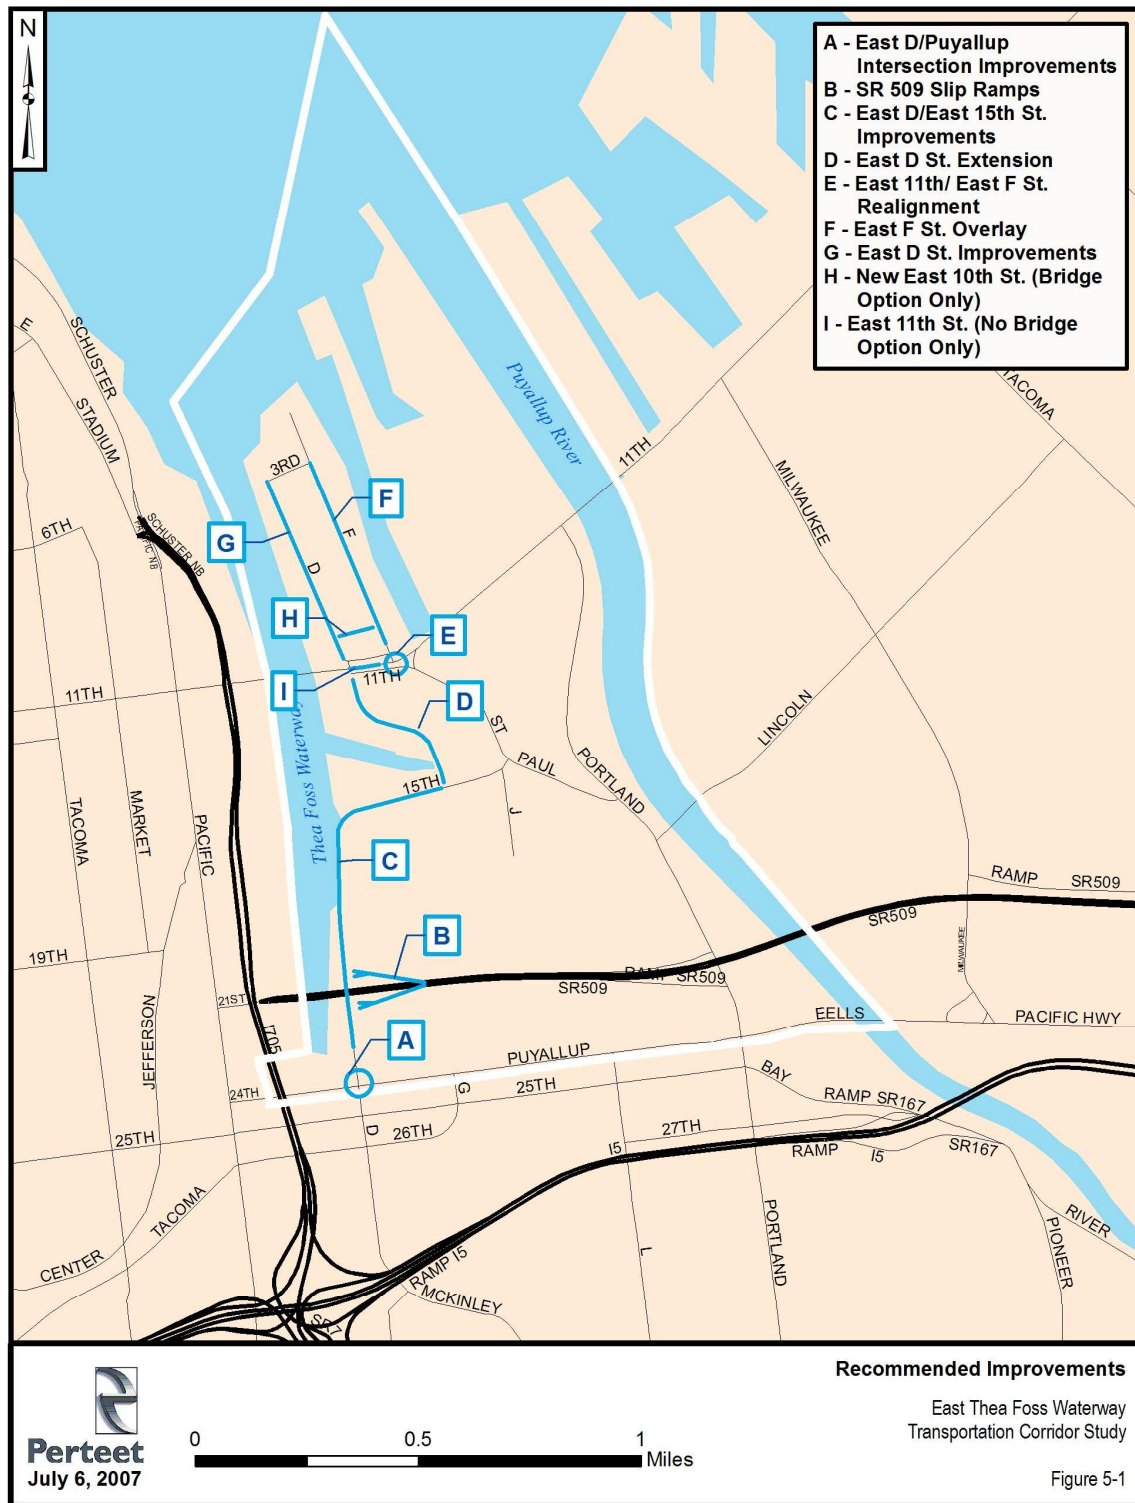 N
A - East D/Puyallup
Intersection Improvements
B - SR 509 Slip Ramps
C - East D/East 15th St.
Improvements
D - East D St. Extension
E - East 11th/ East F St.
Realignment
F - East F St. Overlay
G - East D St. Improvements
H - New East 10th St. (Bridge
Option Only)
I - East 11th St. (No Bridge
Option Only)
TACOMA
SCHUSTER
E
STADIUM
Puyallup River
11TH
MILWAUKEE
3RD
F
6TH
SCHUSTER NB
PACIFIC NB
G
F
D
H
E
I
11TH
11TH
D
ST
LINCOLN
Thea Foss Waterway
PAUL
PORTLAND
15TH
J
TACOMA
MARKET
PACIFIC
C
RAMP
SR509
SR509
B
MILWAUKEE
19TH
RAMP
SR509
SR509
21ST
JEFFERSON
I705
A
EELLS
PACIFIC HWY
PUYALLUP
BAY
24TH
G
25TH
RAMP
SR167
25TH
D
26TH
I5
27TH
RAMP
I5
SR167
TACOMA
PORTLAND
RIVER
PIONEER
CENTER
L
RAMP I5
MCKINLEY
SR7
Recommended Improvements
East Thea Foss Waterway
Transportation Corridor Study
Figure 5-1
0
0.5
1
Miles
Perteet
July 6, 2007